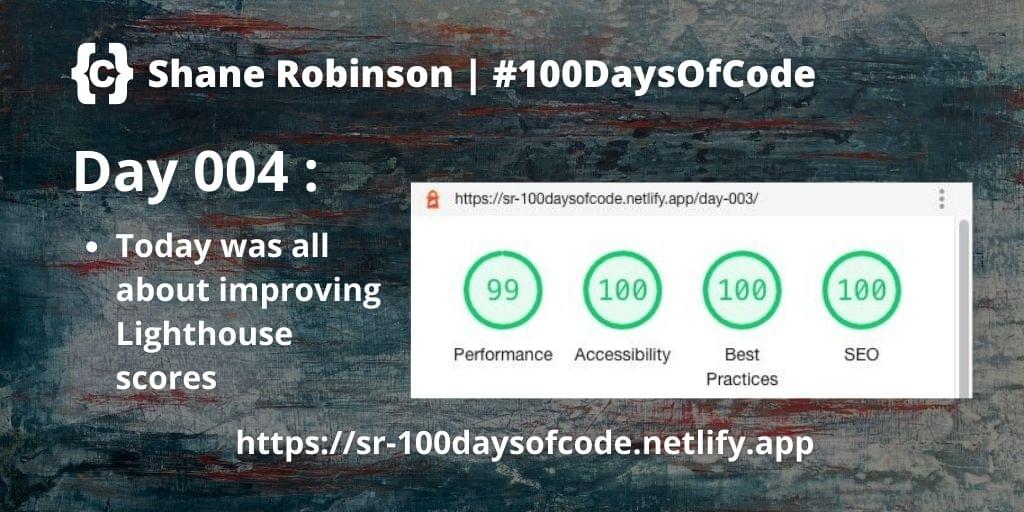 {C} Shane Robinson | #100DaysOfCode
Day 004 :
• Today was all
about improving
Lighthouse
scores
https://sr-100daysofcode.netlify.app/day-003/
99 100 100 100
Performance Accessibility Best Practices SEO
https://sr-100daysofcode.netlify.app